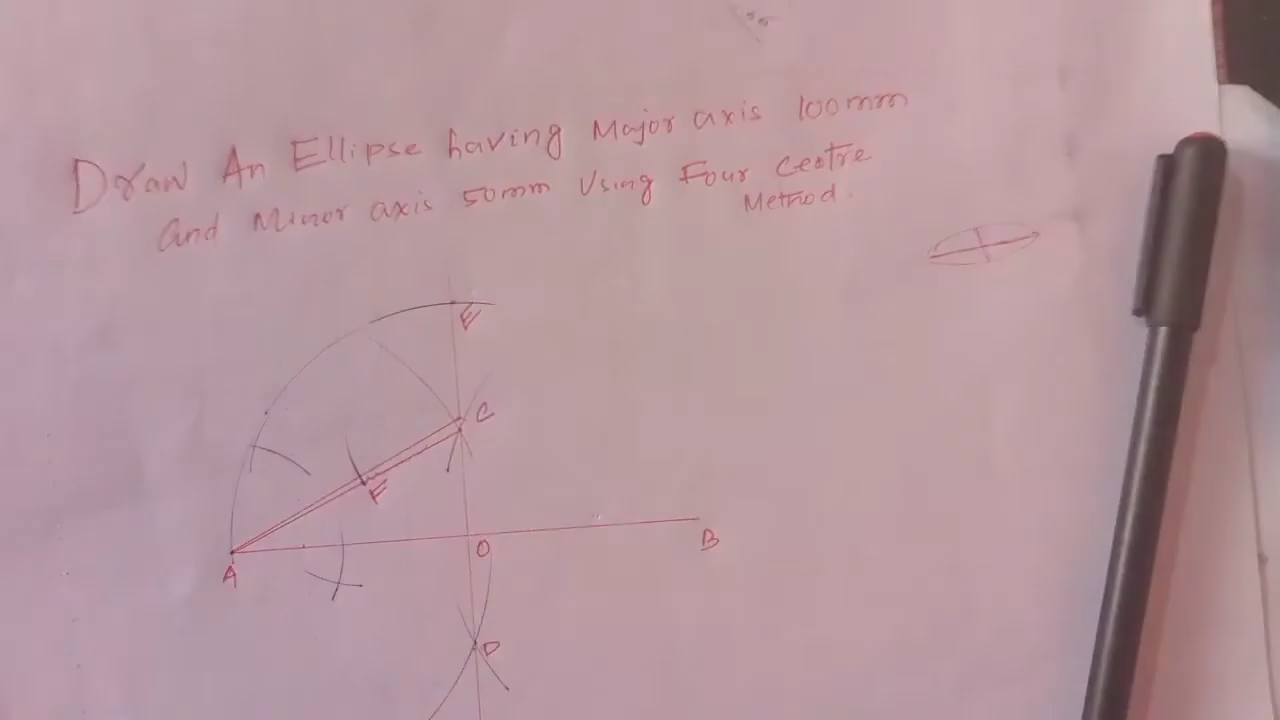 Draw An Ellipse having Major axis 100mm
and Minor axis 50mm Using Four Centre
Method.
E
C
F
O
B
A
D